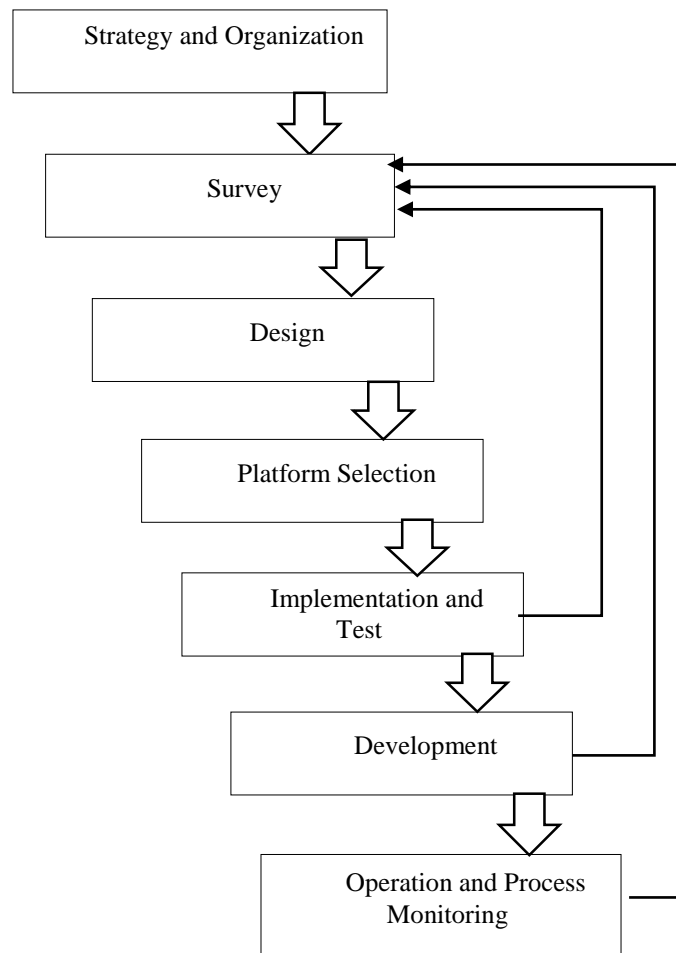 Strategy and Organization
Survey
Design
Platform Selection
Implementation and
Test
Development
Operation and Process
Monitoring